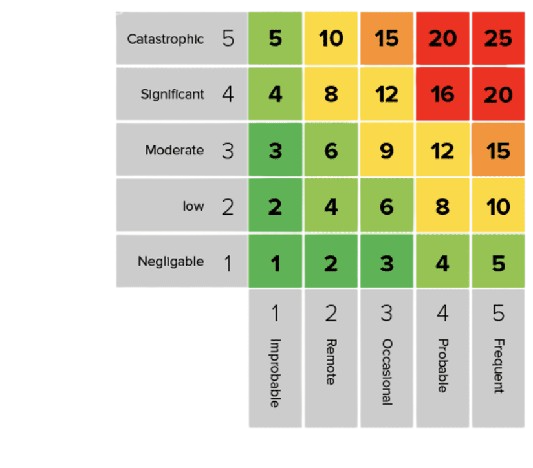 Catastrophic 5 5 10 15 20 25
Significant 4 4 8 12 16 20
Moderate 3 3 6 9 12 15
low 2 2 4 6 8 10
Negligable 1 1 2 3 4 5
1 2 3 4 5
Improbable
Remote
Occasional
Probable
Frequent